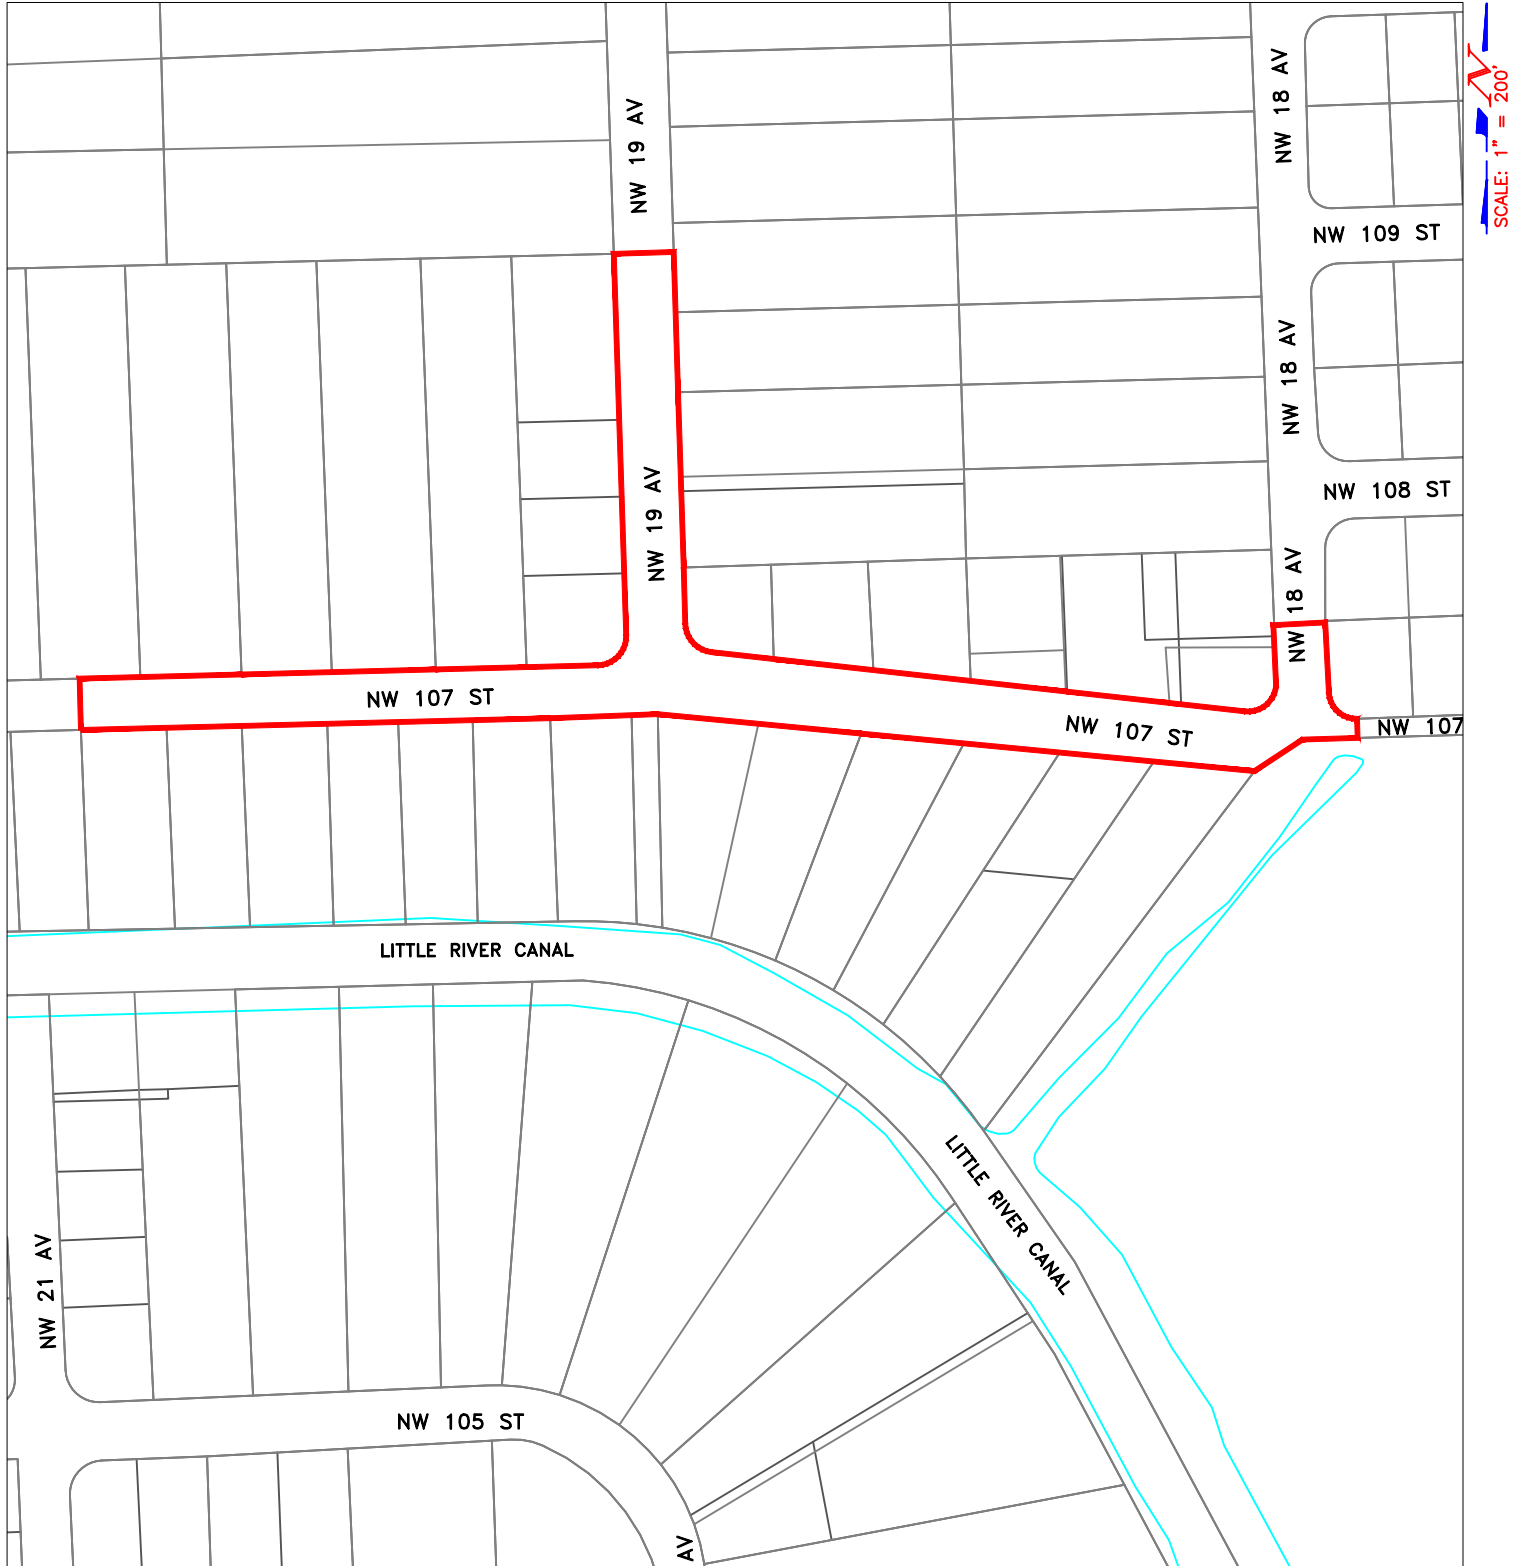 NW 19 AV
NW 18 AV
N
SCALE: 1" = 200'
NW 109 ST
NW 18 AV
NW 19 AV
NW 108 ST
NW 18 AV
NW 107 ST
NW 107 ST
NW 107
LITTLE RIVER CANAL
LITTLE RIVER CANAL
NW 21 AV
NW 105 ST
AV